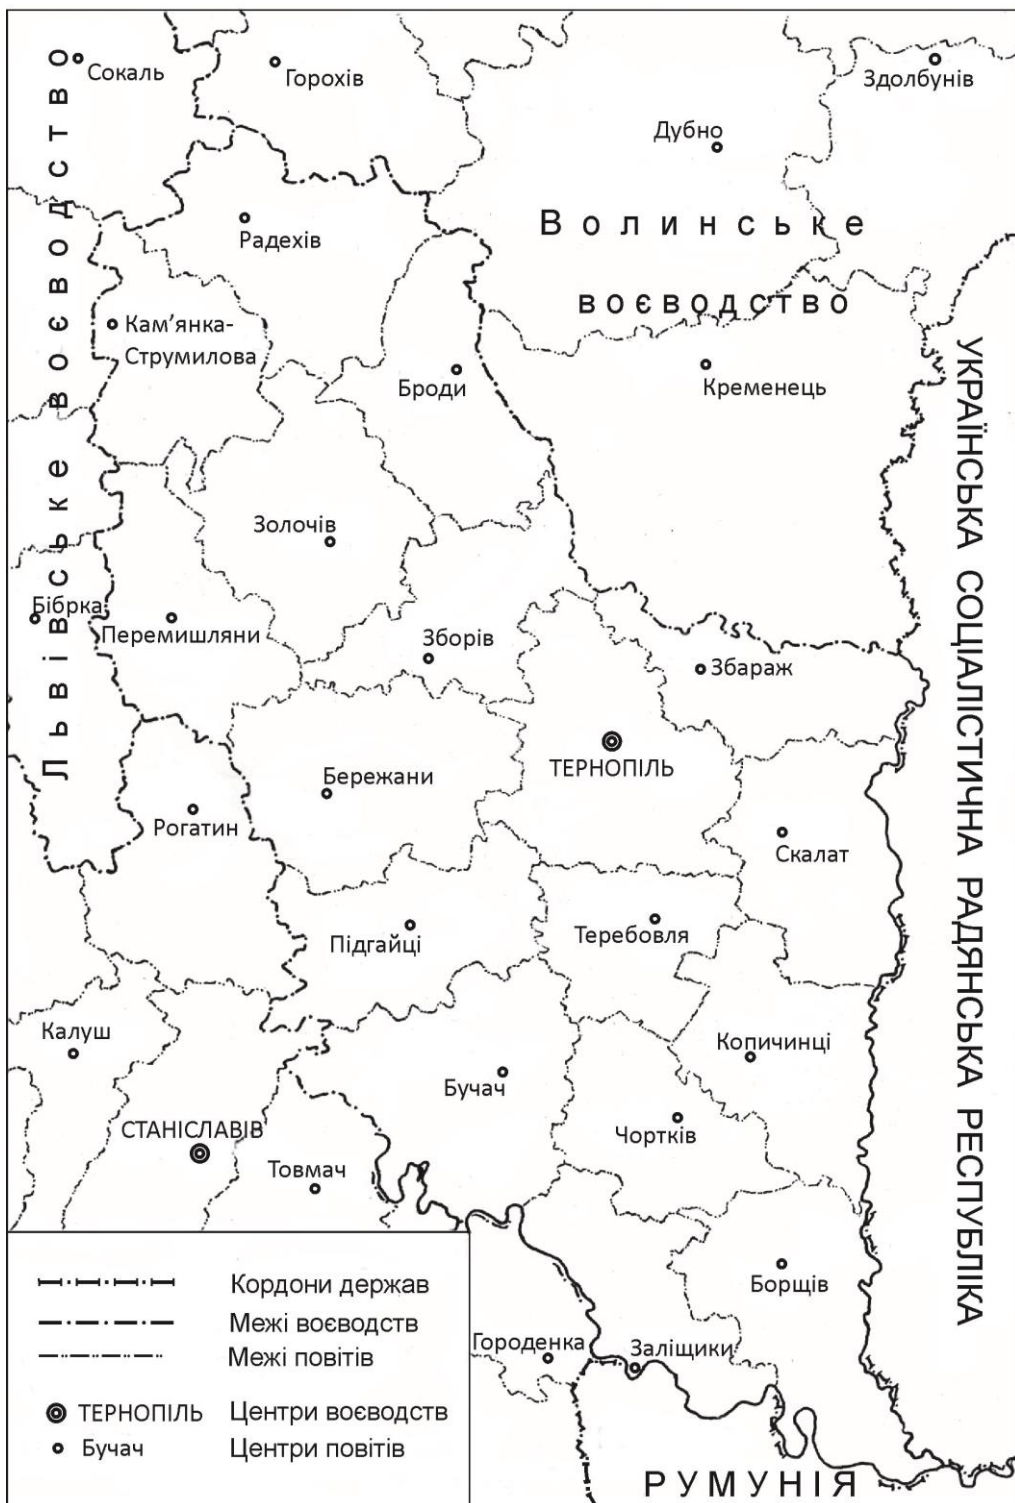 Сокаль
Горохів
Здолбунів
Дубно
Радехів
Волинське
воєводство
Львівське воєводство
Кам’янка-
Струмилова
Броди
Кременець
УКРАЇНСЬКА СОЦІАЛІСТИЧНА РАДЯНСЬКА РЕСПУБЛІКА
Золочів
Бібрка
Перемишляни
Зборів
Збараж
ТЕРНОПІЛЬ
Бережани
Рогатин
Скалат
Підгайці
Теребовля
Калуш
Копичинці
Бучач
СТАНІСЛАВІВ
Чортків
Товмач
Борщів
Городенка
Заліщики
РУМУНІЯ
Кордони держав
Межі воєводств
Межі повітів
ТЕРНОПІЛЬ Центри воєводств
Бучач Центри повітів